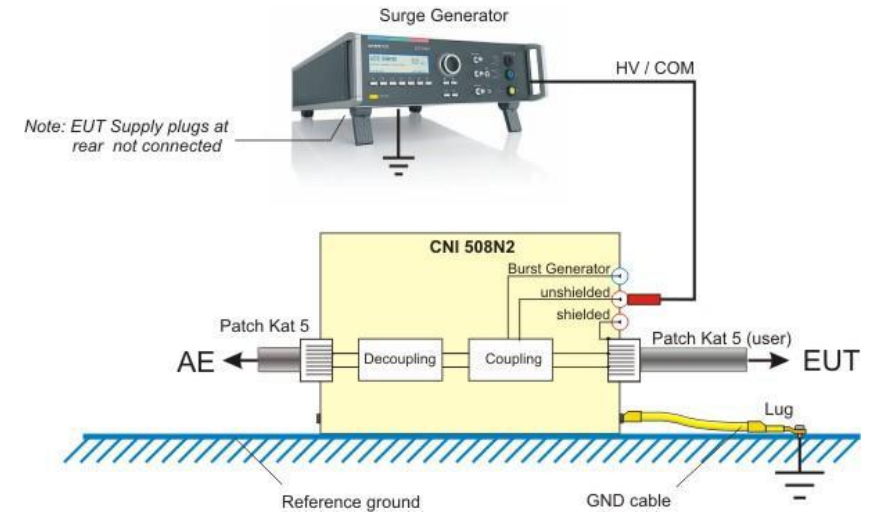 Surge Generator
HV / COM
Note: EUT Supply plugs at
rear not connected
CNI 508N2
Burst Generator
unshielded
shielded
Patch Kat 5
Patch Kat 5 (user)
AE
Decoupling
Coupling
EUT
Lug
Reference ground
GND cable